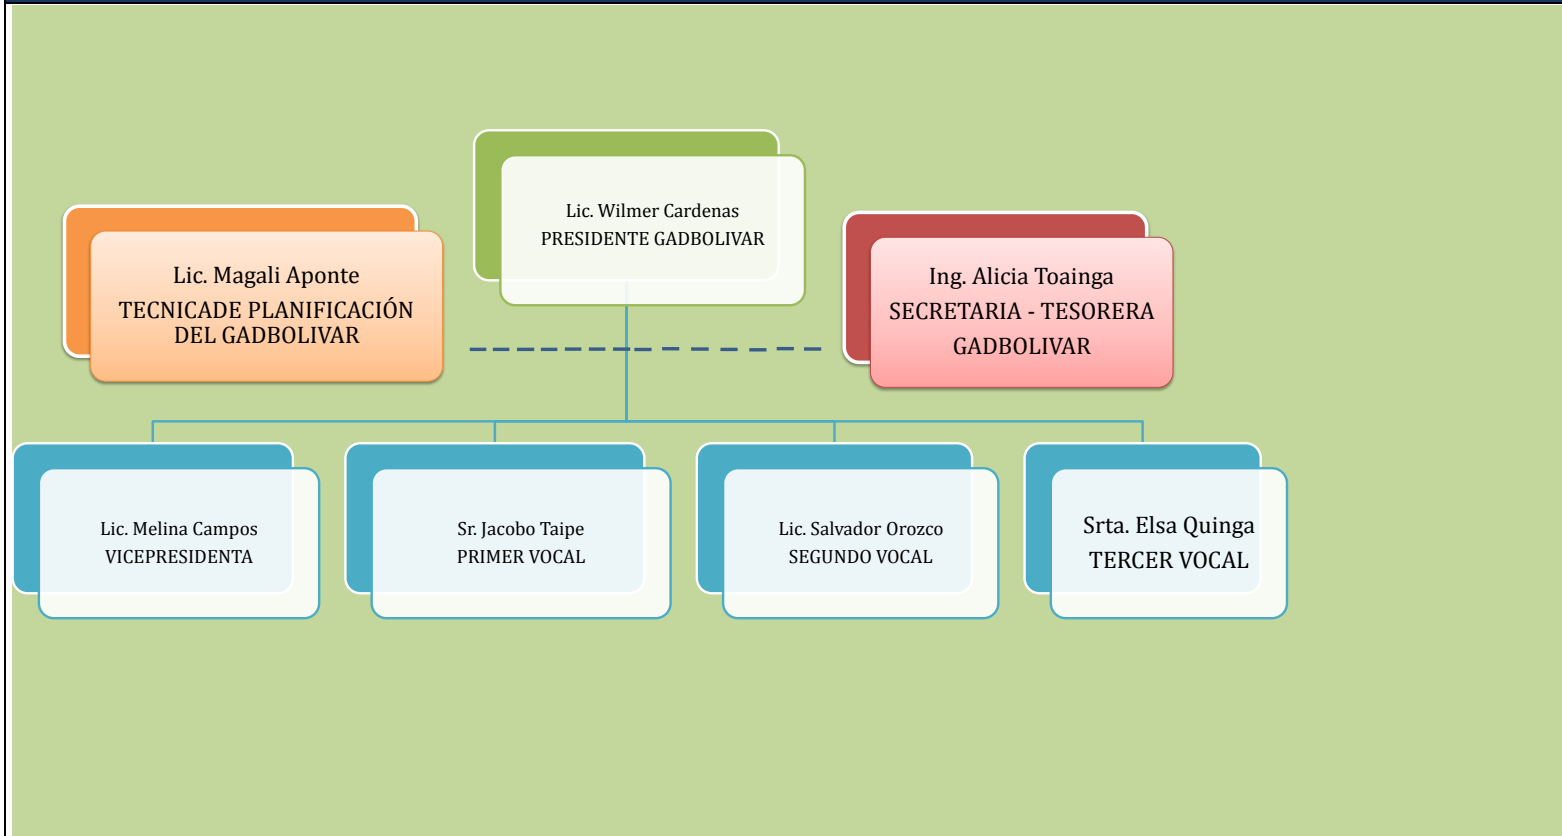 Lic. Wilmer Cardenas
PRESIDENTE GADBOLIVAR
Lic. Magali Aponte
TECNICADE PLANIFICACIÓN
DEL GADBOLIVAR
Ing. Alicia Toainga
SECRETARIA - TESORERA
GADBOLIVAR
Lic. Melina Campos
VICEPRESIDENTA
Sr. Jacobo Taipe
PRIMER VOCAL
Lic. Salvador Orozco
SEGUNDO VOCAL
Srta. Elsa Quinga
TERCER VOCAL